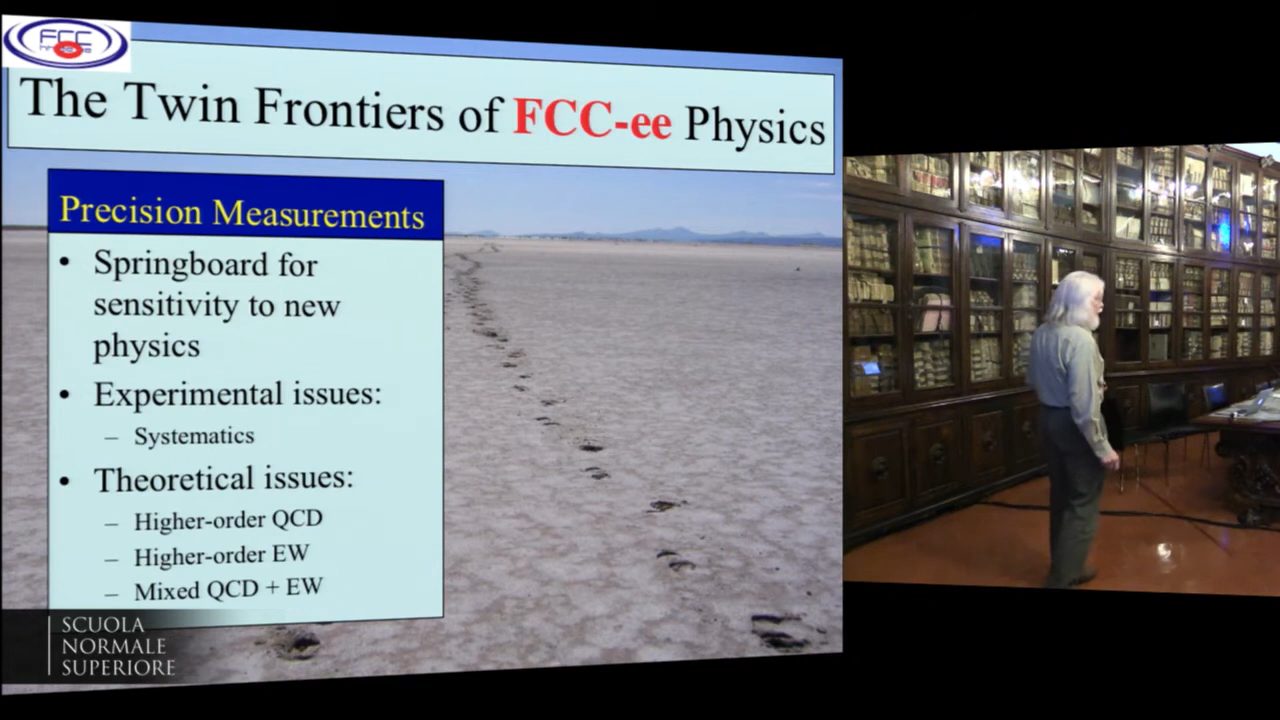 FCC
The Twin Frontiers of FCC-ee Physics
Precision Measurements
• Springboard for
sensitivity to new
physics
• Experimental issues:
– Systematics
• Theoretical issues:
– Higher-order QCD
– Higher-order EW
– Mixed QCD + EW
SCUOLA
NORMALE
SUPERIORE